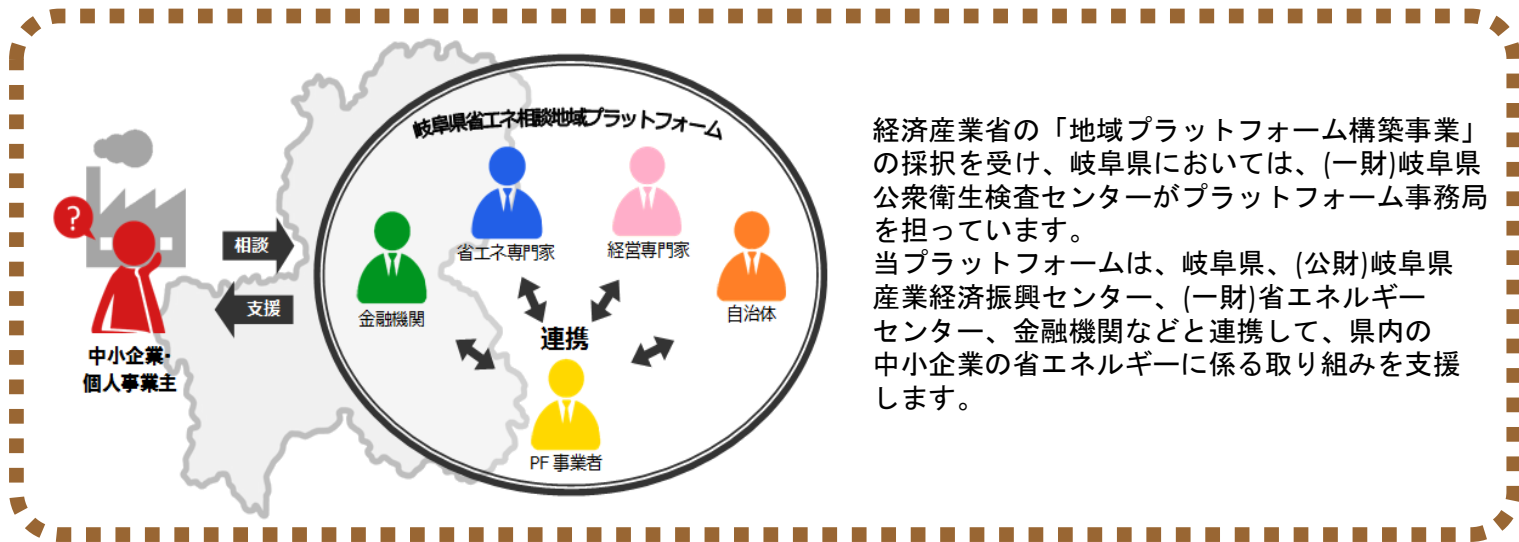 岐阜県省エネ相談地域プラットフォーム
?
相談
支援
中小企業・
個人事業主
省エネ専門家
経営専門家
金融機関
自治体
連携
PF 事業者
経済産業省の「地域プラットフォーム構築事業」
の採択を受け、岐阜県においては、(一財)岐阜県
公衆衛生検査センターがプラットフォーム事務局
を担っています。
当プラットフォームは、岐阜県、(公財)岐阜県
産業経済振興センター、(一財)省エネルギー
センター、金融機関などと連携して、県内の
中小企業の省エネルギーに係る取り組みを支援
します。